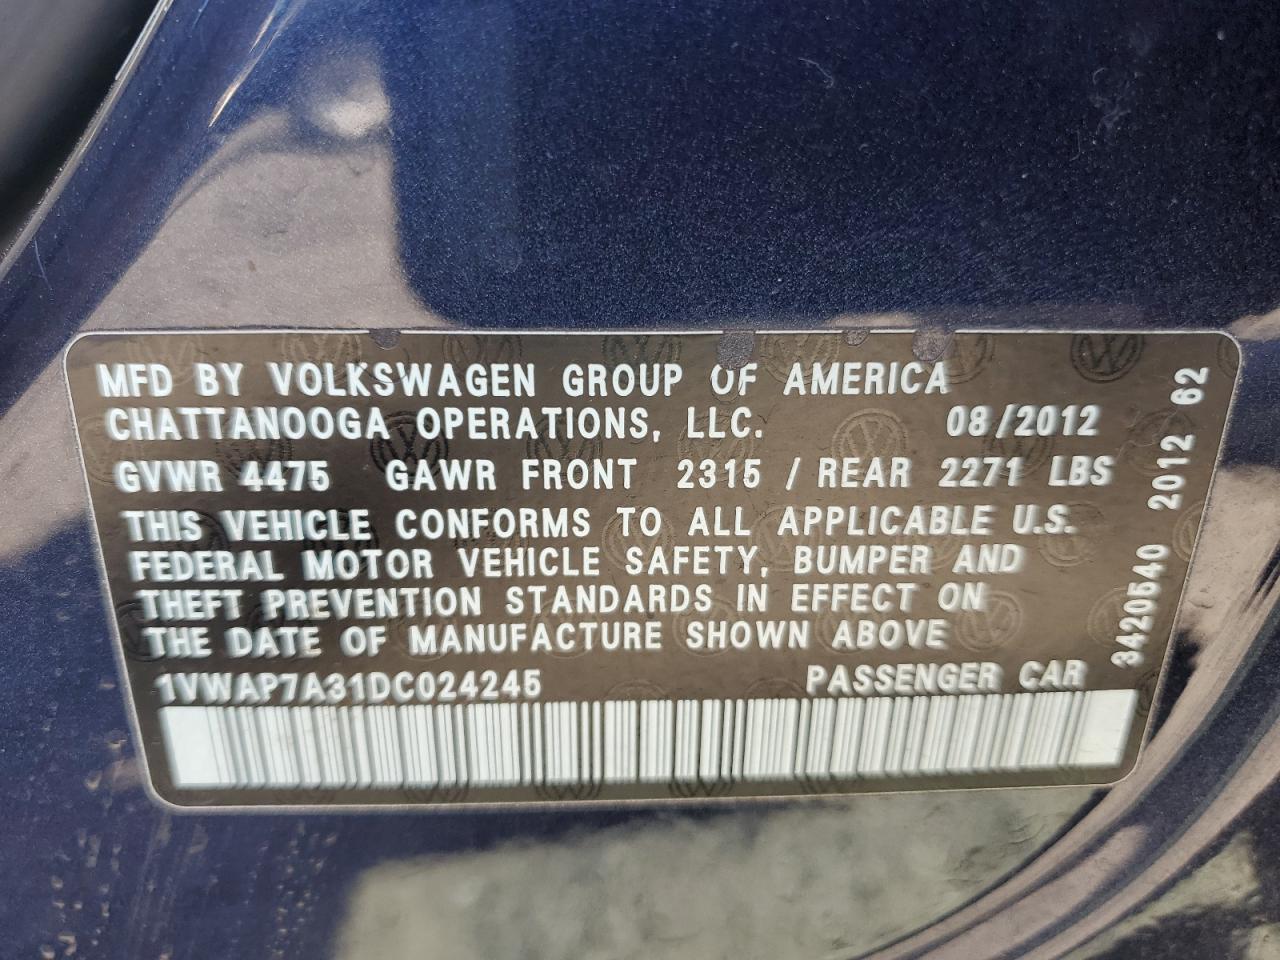 MFD BY VOLKSWAGEN GROUP OF AMERICA
CHATTANOOGA OPERATIONS, LLC. 08/2012
GVWR 4475 GAWR FRONT 2315 / REAR 2271 LBS
THIS VEHICLE CONFORMS TO ALL APPLICABLE U.S.
FEDERAL MOTOR VEHICLE SAFETY, BUMPER AND
THEFT PREVENTION STANDARDS IN EFFECT ON
THE DATE OF MANUFACTURE SHOWN ABOVE
1VWAP7A31DC024245 PASSENGER CAR
3420540 2012 62